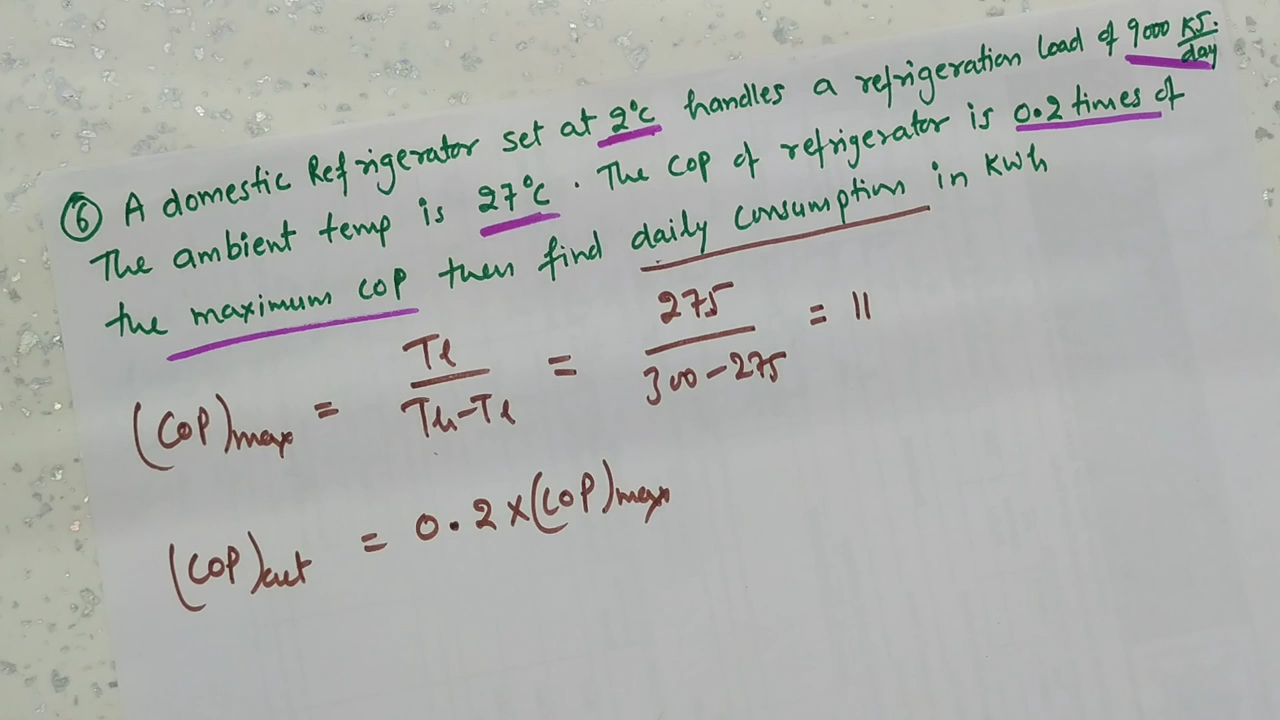 ⑥ A domestic Refrigerator set at 2°c handles a refrigeration load of 9000 KJ/day.
The ambient temp is 27°C. The COP of refrigerator is 0.2 times of
the maximum COP then find daily consumption in KWh
(COP)max = Tl/(Th-Tl) = 275/(300-275) = 11
(COP)act = 0.2 x (COP)max